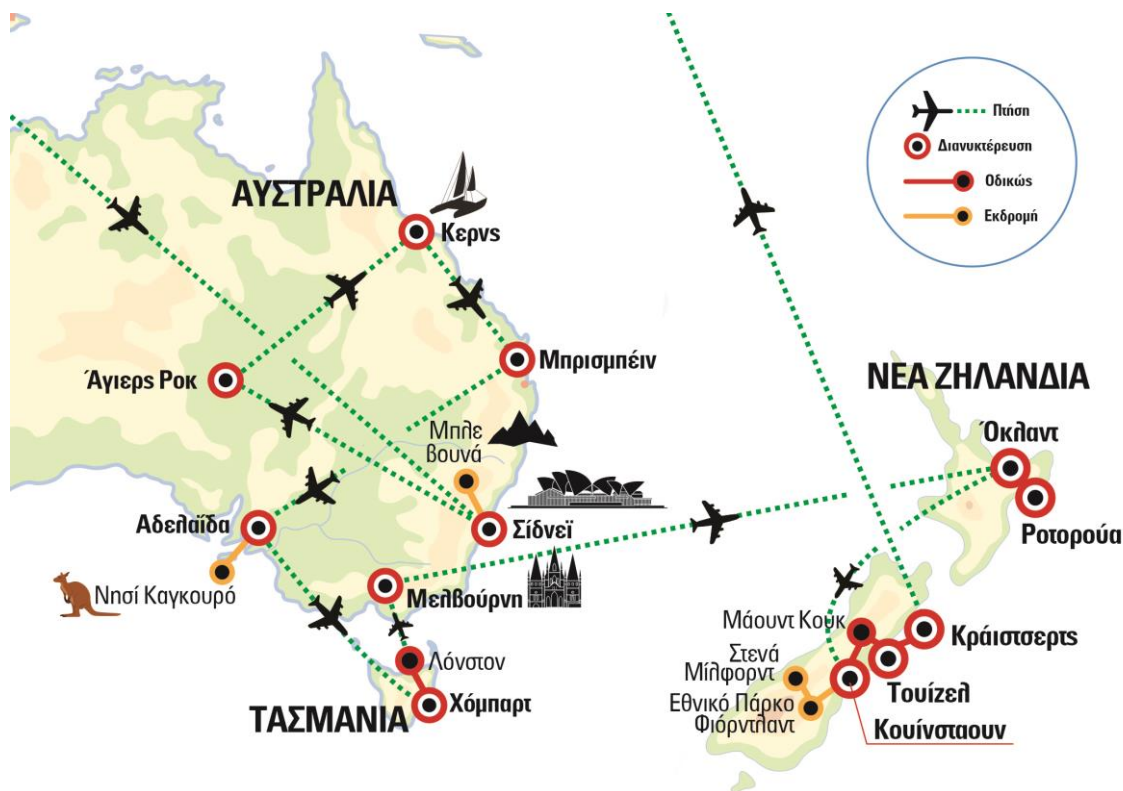 Πτήση
Διανυκτέρευση
Οδικώς
Εκδρομή
ΑΥΣΤΡΑΛΙΑ
Κερνς
Άγιερς Ροκ
Μπρισμπέιν
Μπλε
βουνά
Αδελαΐδα
Σίδνεϊ
Νησί Καγκουρό
Μελβούρνη
Λόνστον
Χόμπαρτ
ΤΑΣΜΑΝΙΑ
ΝΕΑ ΖΗΛΑΝΔΙΑ
Όκλαντ
Ροτορούα
Μάουντ Κουκ
Κράιστσερτς
Στενά
Μίλφορντ
Τουίζελ
Εθνικό Πάρκο
Φιόρντλαντ
Κουίνσταουν